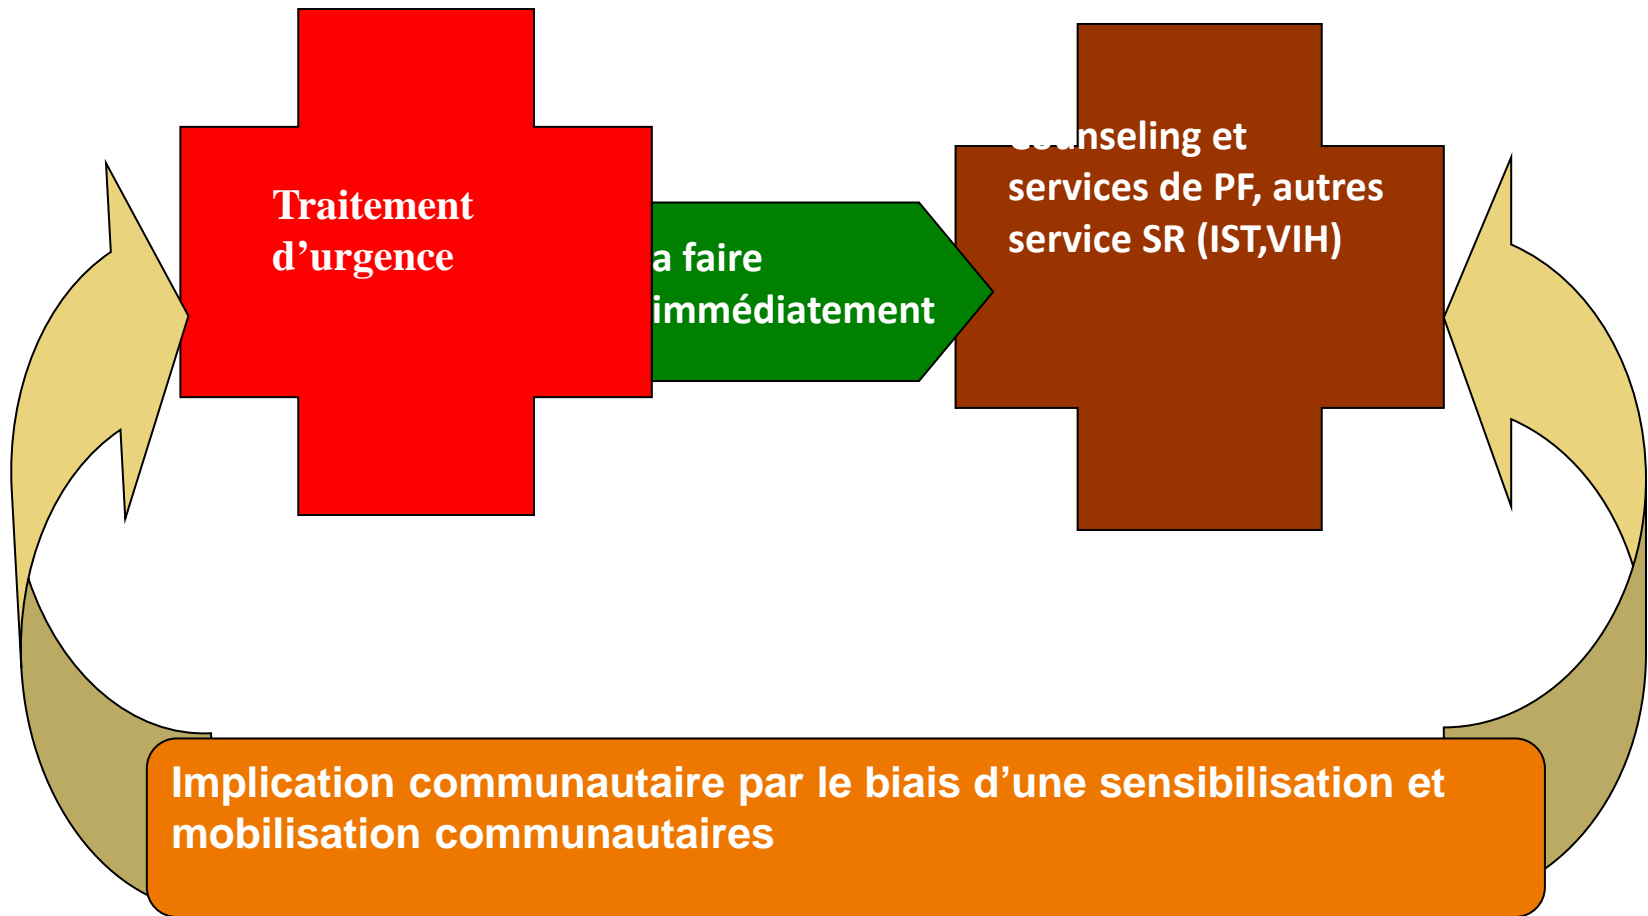 Traitement
d’urgence
a faire
immédiatement
Counseling et
services de PF, autres
service SR (IST,VIH)
Implication communautaire par le biais d’une sensibilisation et
mobilisation communautaires